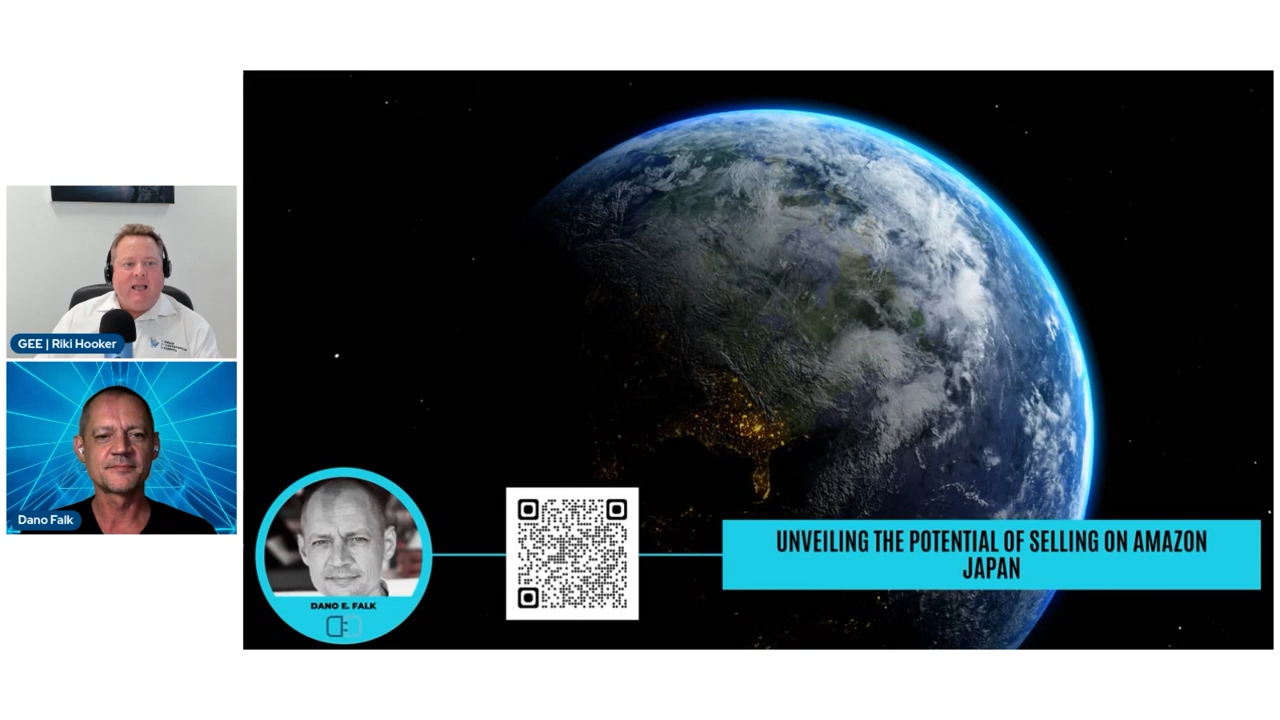 GEE | Riki Hooker
Dano Falk
DANO E. FALK
UNVEILING THE POTENTIAL OF SELLING ON AMAZON
JAPAN